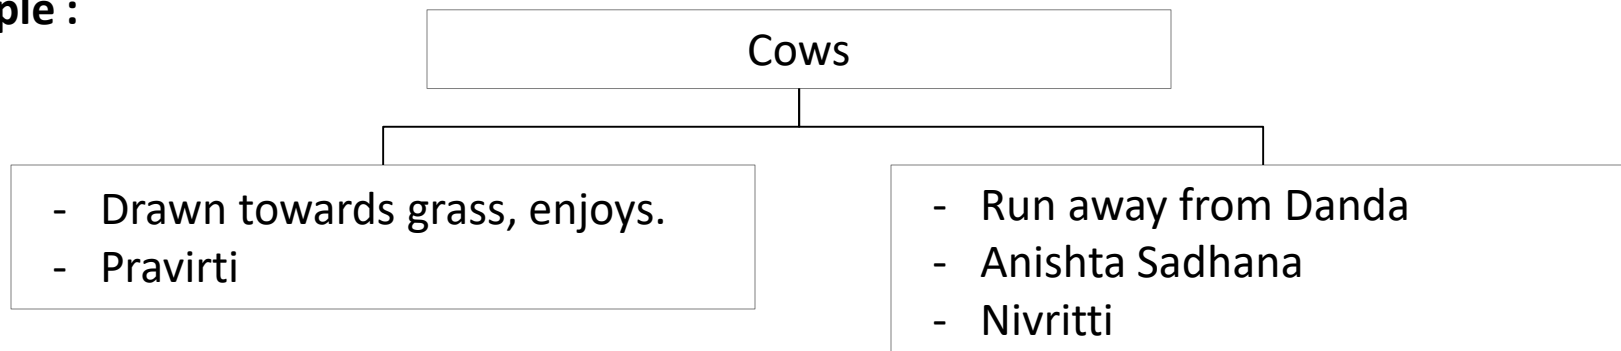 ple :
Cows
- Drawn towards grass, enjoys.
- Pravirti
- Run away from Danda
- Anishta Sadhana
- Nivritti